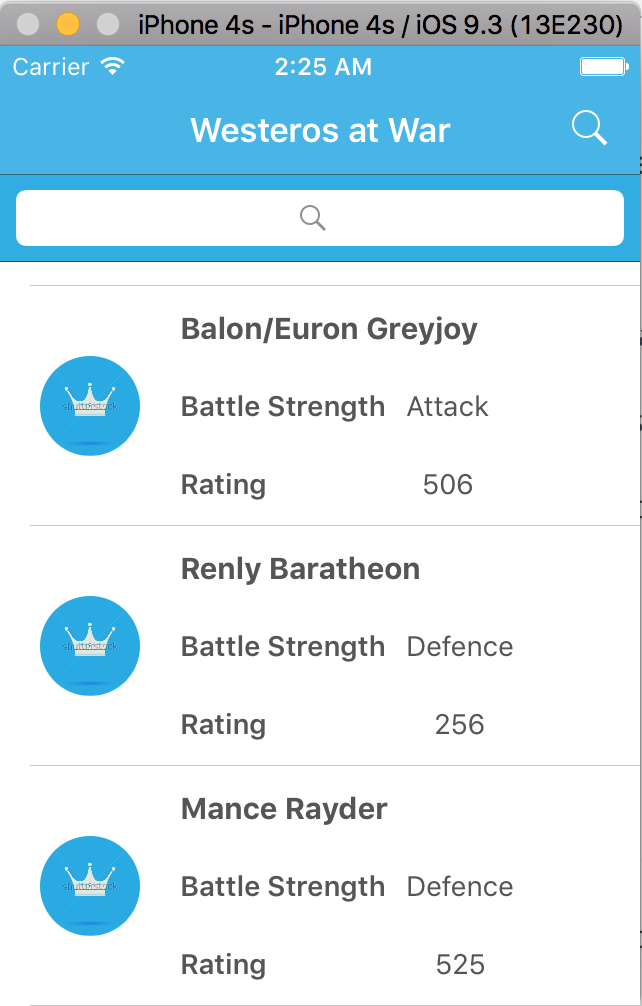 iPhone 4s - iPhone 4s / iOS 9.3 (13E230)
Carrier 2:25 AM
Westeros at War
Balon/Euron Greyjoy
shutterstock
Battle Strength Attack
Rating 506
Renly Baratheon
shutterstock
Battle Strength Defence
Rating 256
Mance Rayder
shutterstock
Battle Strength Defence
Rating 525